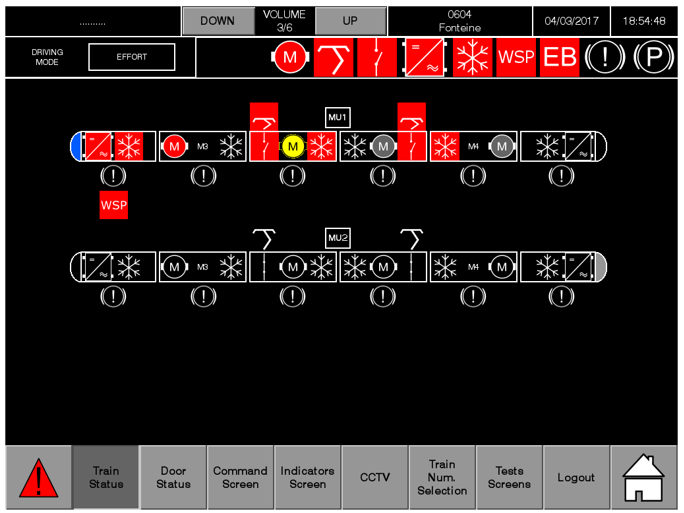 ..........
DOWN
VOLUME
3/6
UP
0604
Fonteine
04/03/2017
18:54:48
DRIVING
MODE
EFFORT
M
WSP
EB
(!)
(P)
MU1
M
M3
M
M
M4
M
(!) (!) (!) (!) (!) (!)
WSP
MU2
M
M3
M
M
M4
M
(!) (!) (!) (!) (!) (!)
!
Train
Status
Door
Status
Command
Screen
Indicators
Screen
CCTV
Train
Num.
Selection
Tests
Screens
Logout